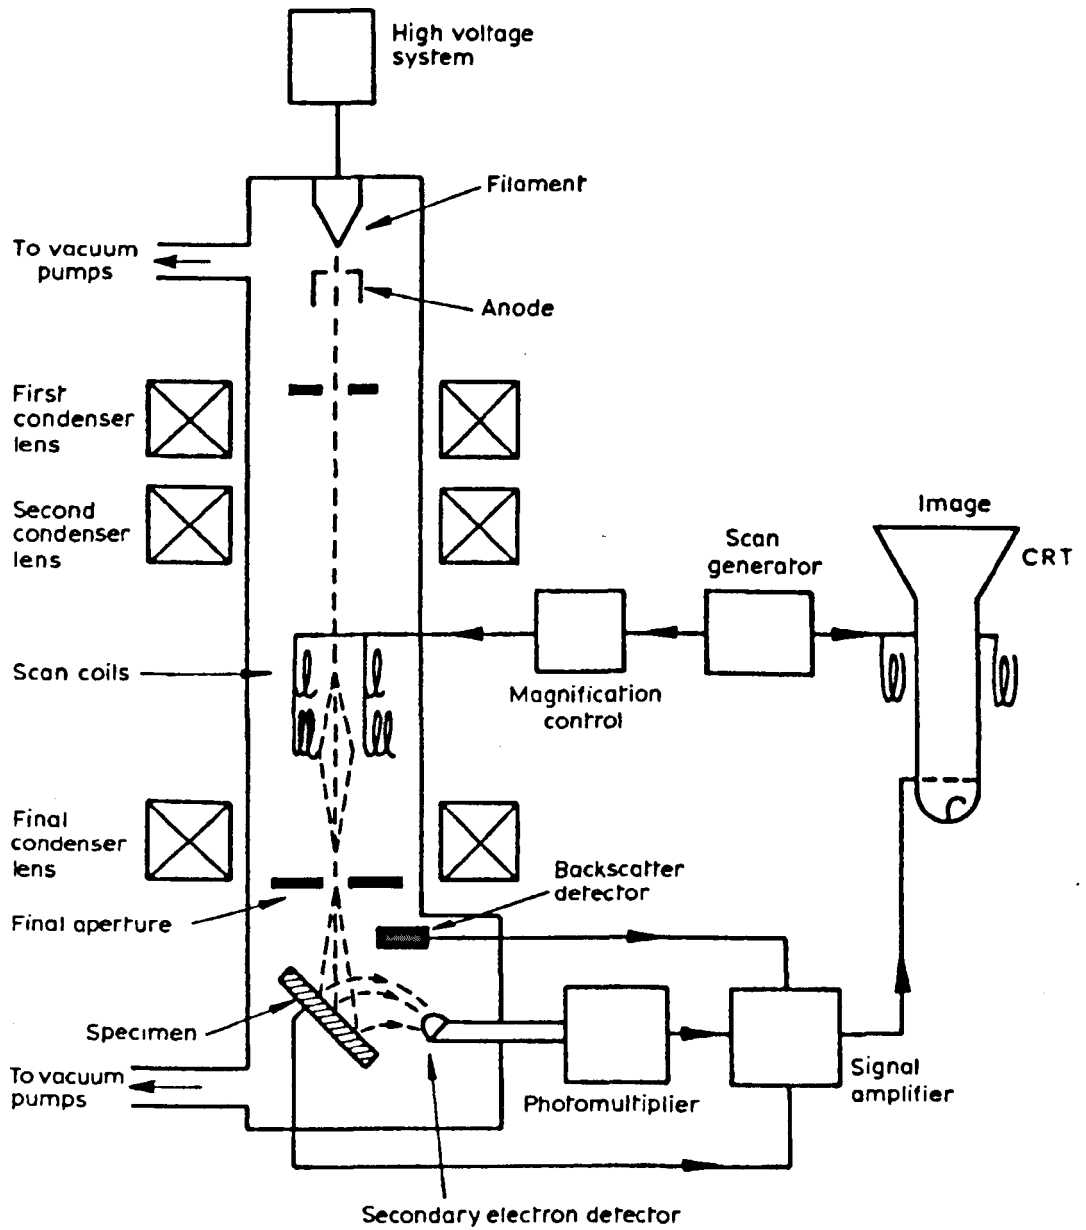 High voltage
system
Filament
To vacuum
pumps
Anode
First
condenser
lens
Second
condenser
lens
Image
CRT
Scan
generator
Scan coils
Magnification
control
Final
condenser
lens
Backscatter
detector
Final aperture
Specimen
To vacuum
pumps
Photomultiplier
Signal
amplifier
Secondary electron detector